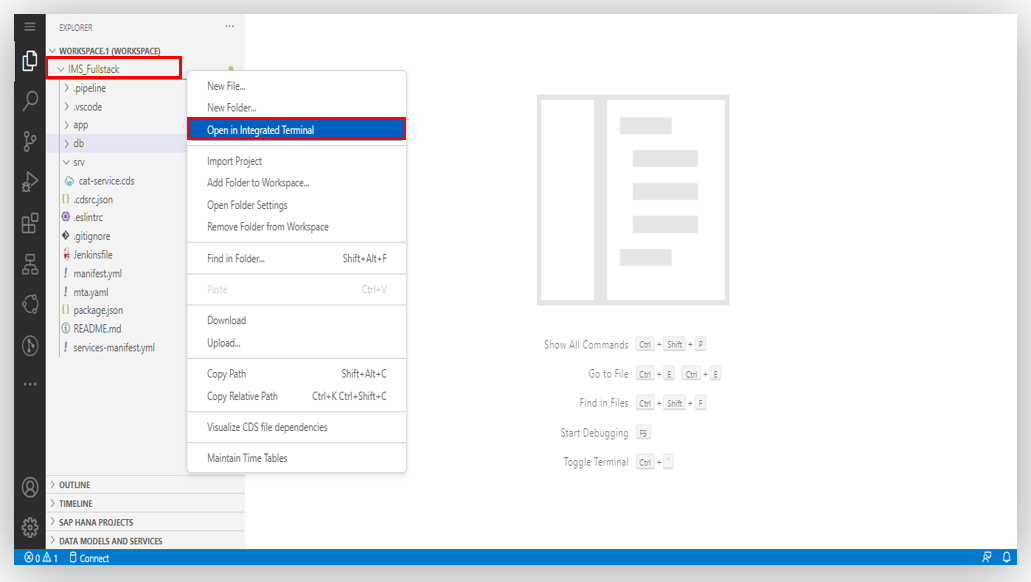 EXPLORER
WORKSPACE.1 (WORKSPACE)
IMS_Fullstack
.pipeline
.vscode
app
db
srv
cat-service.cds
{} .cdsrc.json
.eslintrc
.gitignore
Jenkinsfile
! manifest.yml
! mta.yaml
{} package.json
README.md
! services-manifest.yml
New File...
New Folder...
Open in Integrated Terminal
Import Project
Add Folder to Workspace...
Open Folder Settings
Remove Folder from Workspace
Find in Folder... Shift+Alt+F
Paste Ctrl+V
Download
Upload...
Copy Path Shift+Alt+C
Copy Relative Path Ctrl+K Ctrl+Shift+C
Visualize CDS file dependencies
Maintain Time Tables
Show All Commands Ctrl + Shift + P
Go to File Ctrl + E Ctrl + E
Find in Files Ctrl + Shift + F
Start Debugging F5
Toggle Terminal Ctrl + `
OUTLINE
TIMELINE
SAP HANA PROJECTS
DATA MODELS AND SERVICES
0 1 Connect